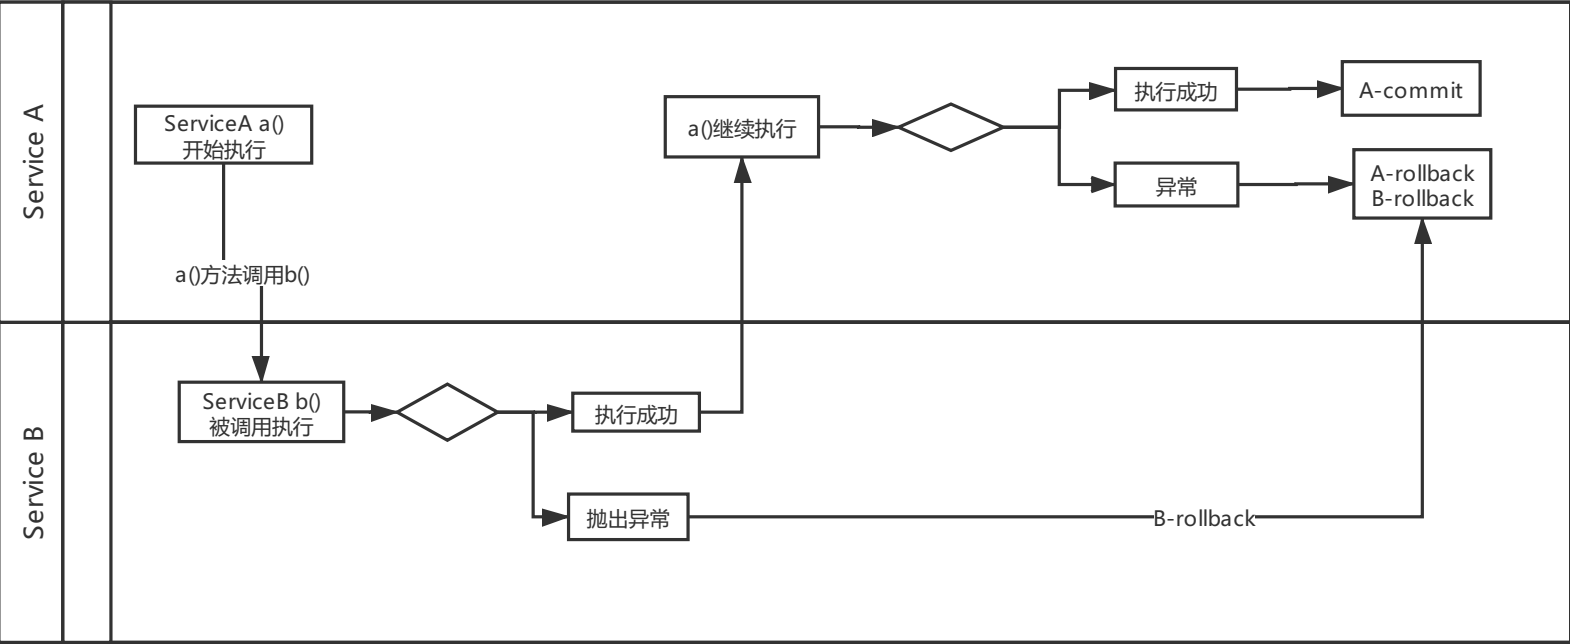 Service A
ServiceA a()
开始执行
a()方法调用b()
a()继续执行
执行成功
A-commit
异常
A-rollback
B-rollback
Service B
ServiceB b()
被调用执行
执行成功
抛出异常
B-rollback